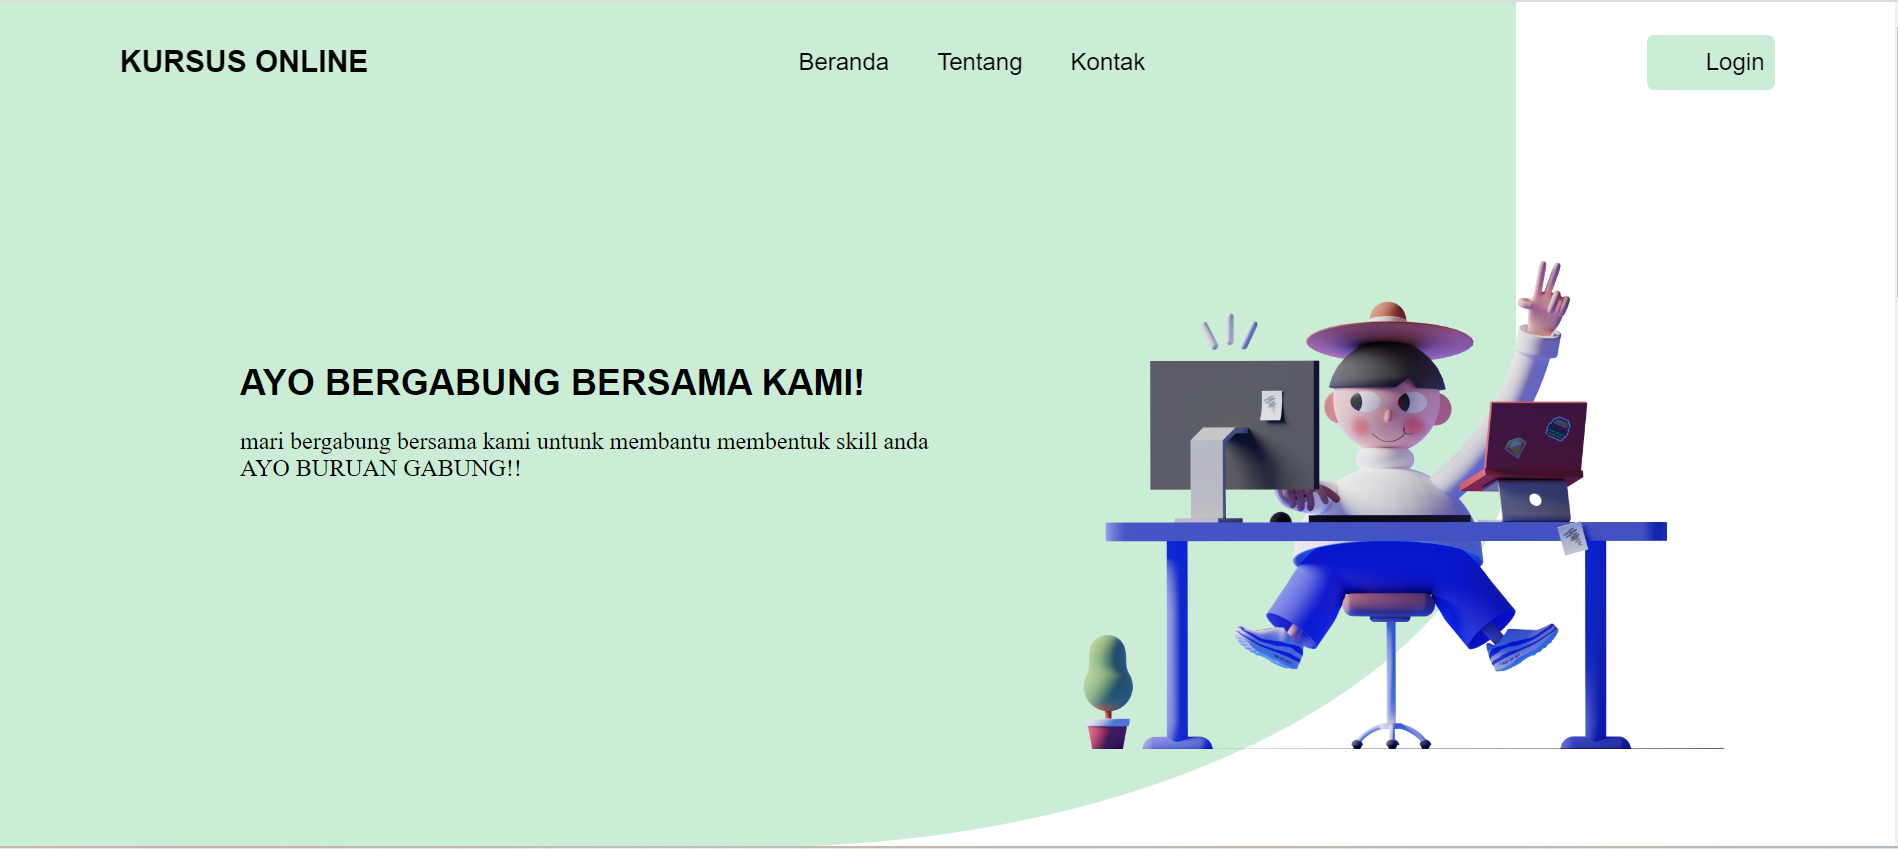 KURSUS ONLINE
Beranda Tentang Kontak
Login
AYO BERGABUNG BERSAMA KAMI!
mari bergabung bersama kami untunk membantu membentuk skill anda
AYO BURUAN GABUNG!!